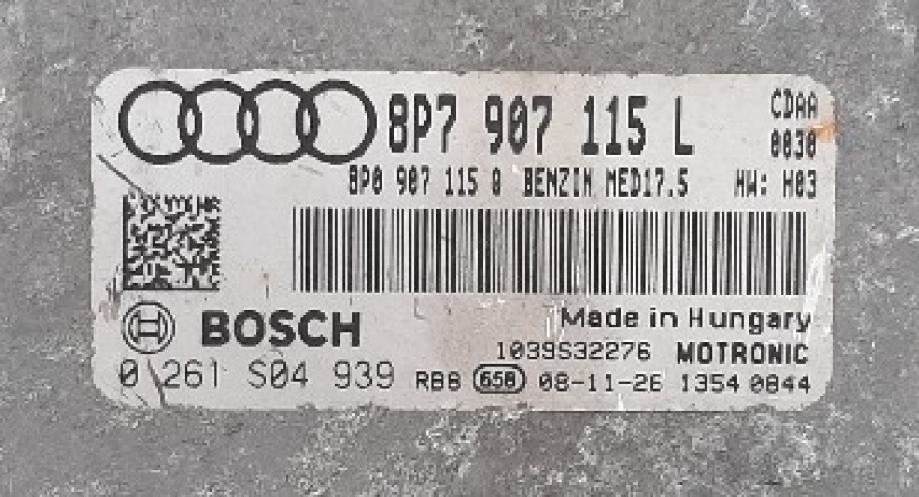 8P7 907 115 L
CDAA
0030
8P0 907 115 Q BENZIN MED17.5 HW: H03
BOSCH
Made in Hungary
1039S32276 MOTRONIC
0 261 S04 939 RBB 658 08-11-26 1354 0844